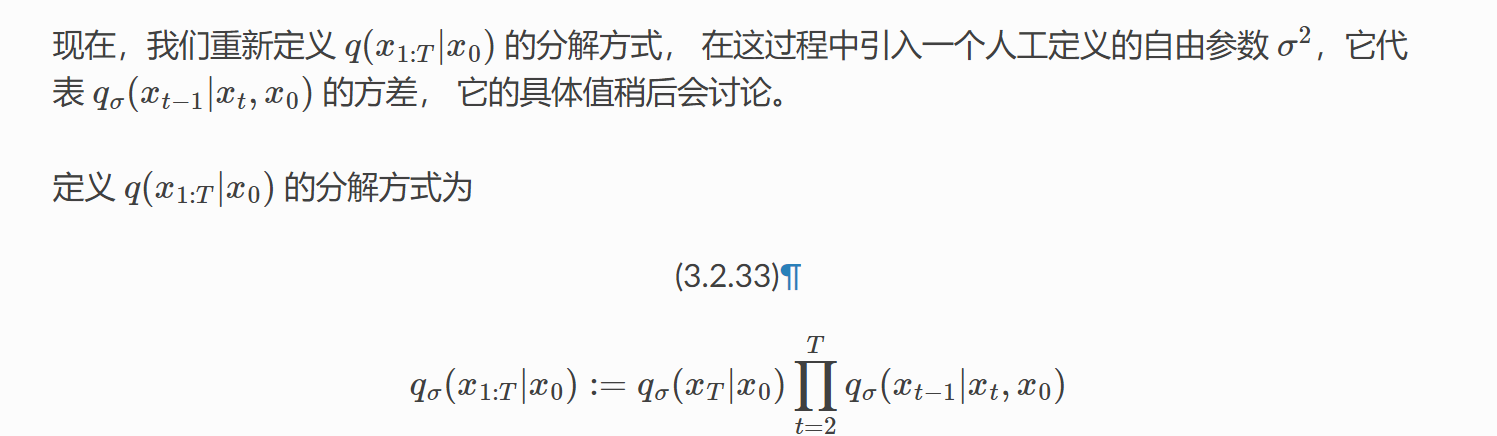 现在，我们重新定义 $q(x_{1:T}|x_0)$ 的分解方式， 在这过程中引入一个人工定义的自由参数 $\sigma^2$，它代
表 $q_\sigma(x_{t-1}|x_t, x_0)$ 的方差， 它的具体值稍后会讨论。
定义 $q(x_{1:T}|x_0)$ 的分解方式为
(3.2.33)¶
$q_\sigma(x_{1:T}|x_0) := q_\sigma(x_T|x_0) \prod_{t=2}^{T} q_\sigma(x_{t-1}|x_t, x_0)$